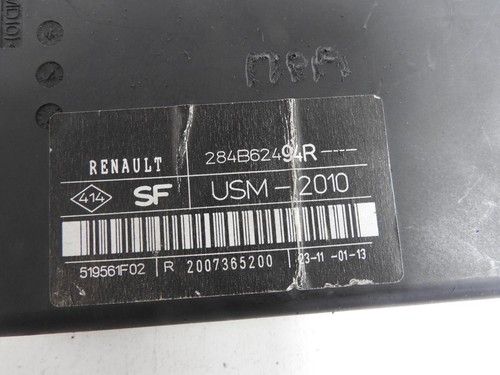 RENAULT 284B62494R----
414 SF USM-2010
519561F02 R 2007365200 23-11 -01-13